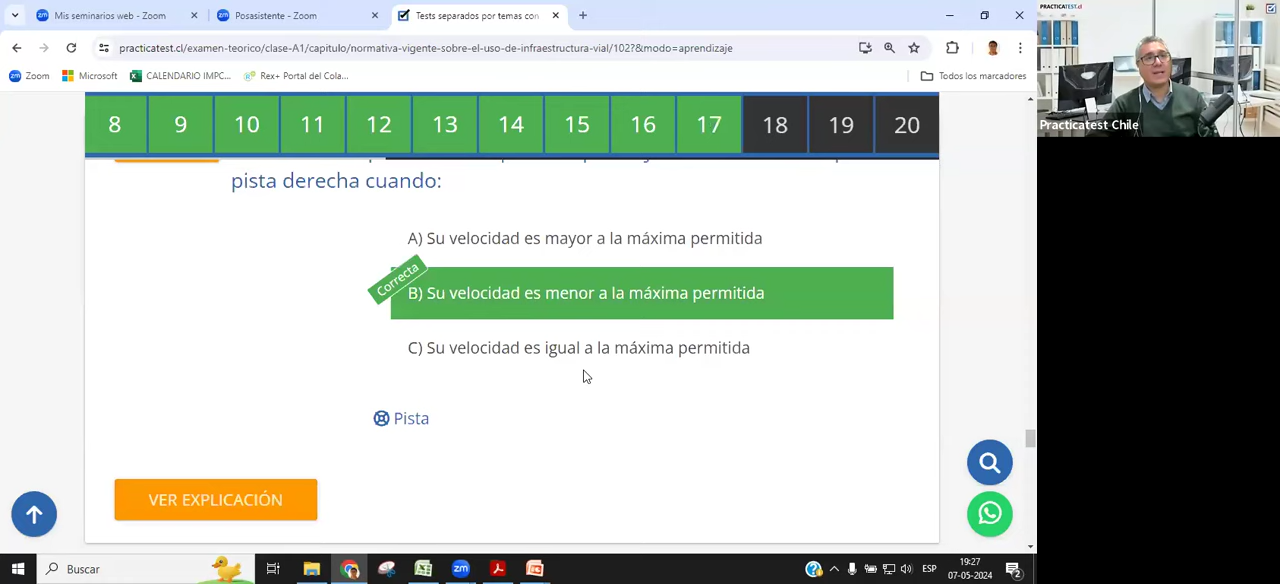 Mis seminarios web - Zoom
Posasistente - Zoom
Tests separados por temas con
practicatest.cl/examen-teorico/clase-A1/capitulo/normativa-vigente-sobre-el-uso-de-infraestructura-vial/102?&modo=aprendizaje
Zoom
Microsoft
CALENDARIO IMPC...
Rex+ Portal del Cola...
Todos los marcadores
PRACTICATEST.cl
Practicatest Chile
8 9 10 11 12 13 14 15 16 17 18 19 20
pista derecha cuando:
A) Su velocidad es mayor a la máxima permitida
Correcta
B) Su velocidad es menor a la máxima permitida
C) Su velocidad es igual a la máxima permitida
Pista
VER EXPLICACIÓN
Buscar
ESP
19:27
07-05-2024
2